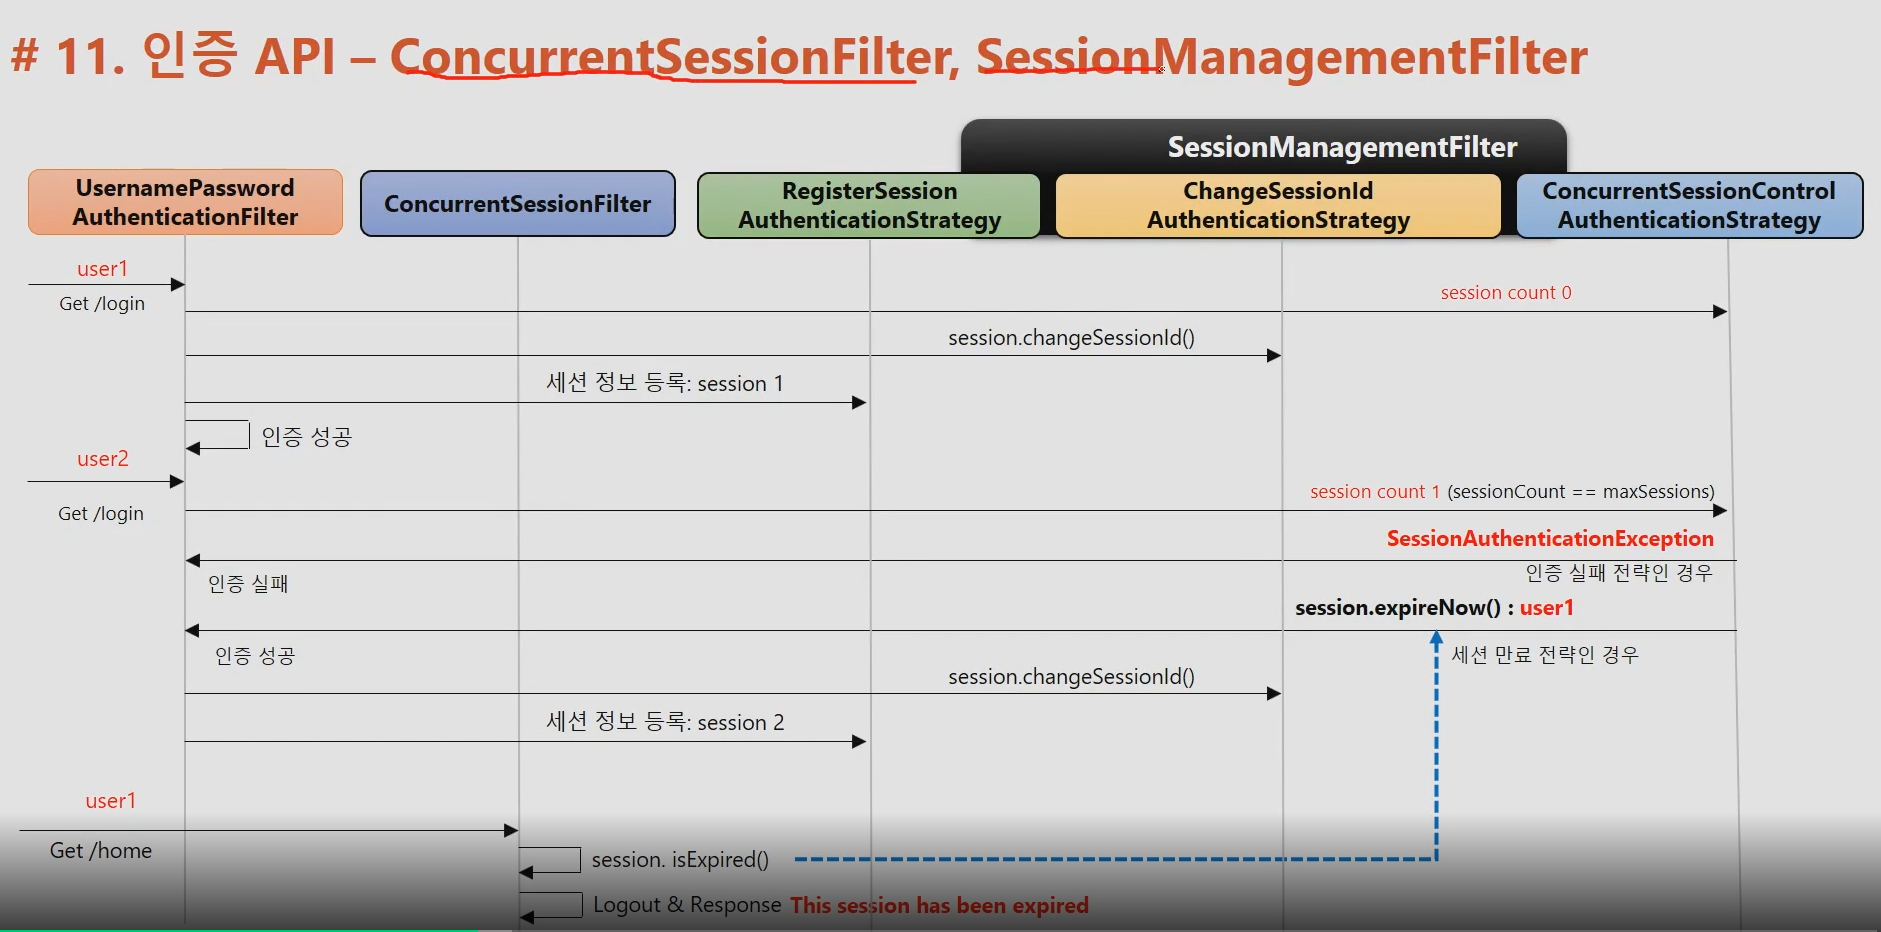 # 11. 인증 API – ConcurrentSessionFilter, SessionManagementFilter
SessionManagementFilter
UsernamePassword
AuthenticationFilter
ConcurrentSessionFilter
RegisterSession
AuthenticationStrategy
ChangeSessionId
AuthenticationStrategy
ConcurrentSessionControl
AuthenticationStrategy
user1
Get /login
session count 0
session.changeSessionId()
세션 정보 등록: session 1
인증 성공
user2
Get /login
session count 1 (sessionCount == maxSessions)
SessionAuthenticationException
인증 실패
인증 실패 전략인 경우
session.expireNow() : user1
인증 성공
세션 만료 전략인 경우
session.changeSessionId()
세션 정보 등록: session 2
user1
Get /home
session. isExpired()
Logout & Response This session has been expired